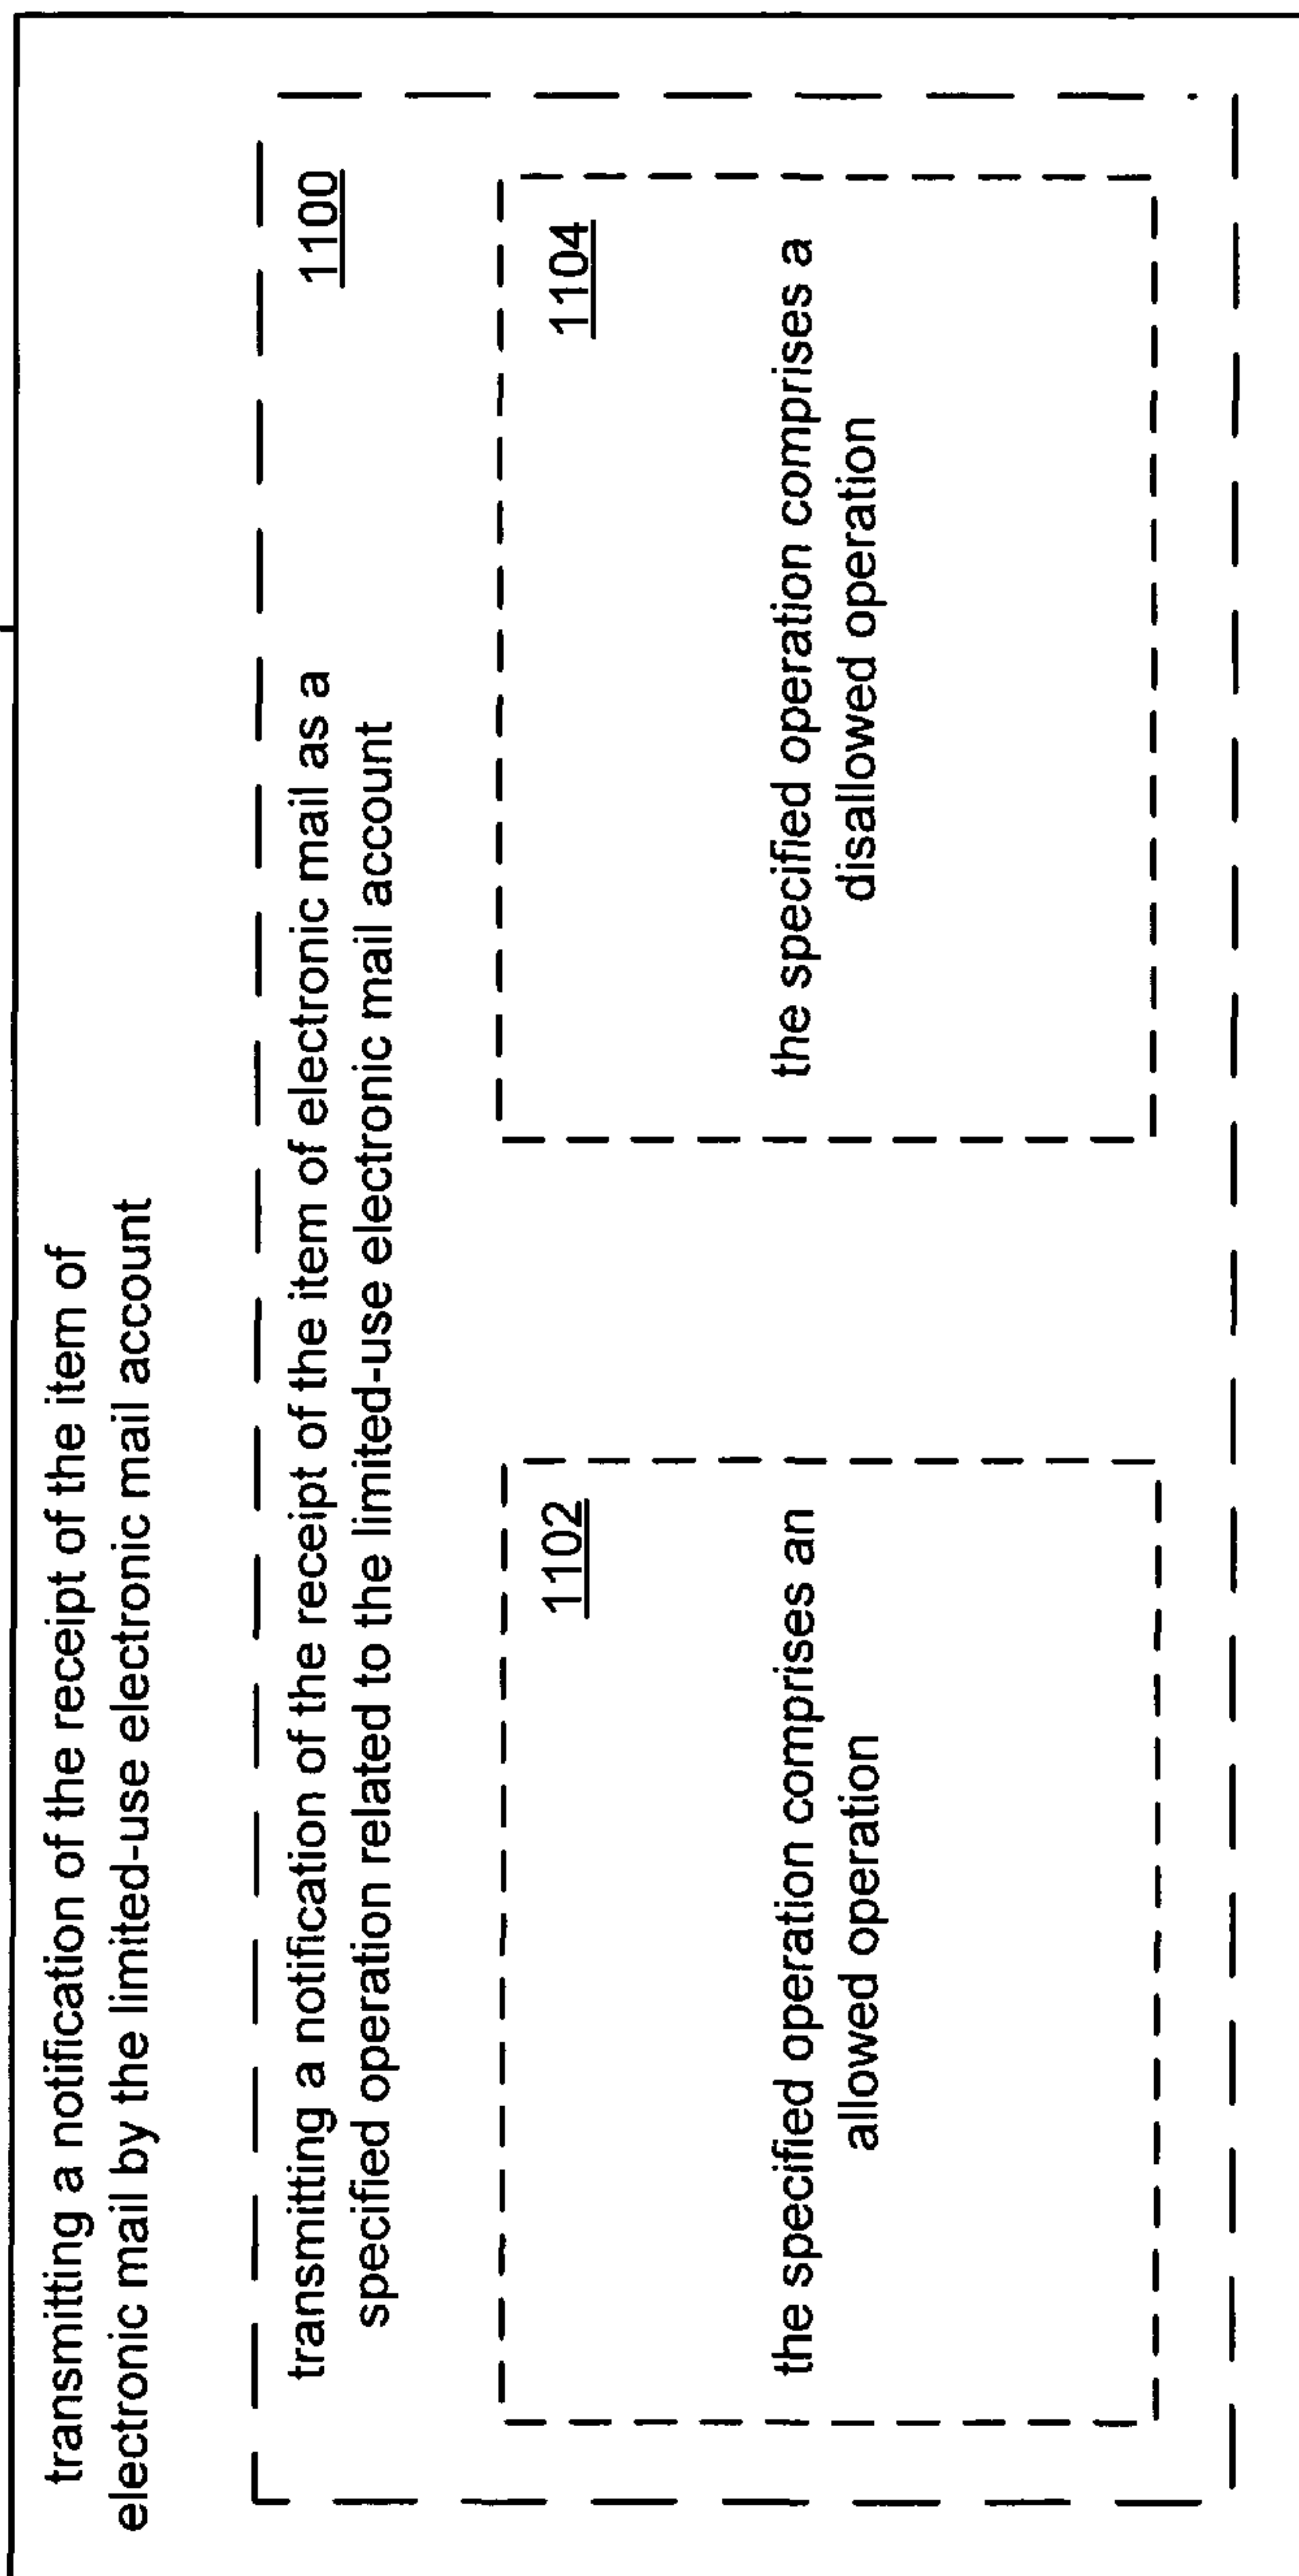 transmitting a notification of the receipt of the item of
electronic mail by the limited-use electronic mail account
1100
transmitting a notification of the receipt of the item of electronic mail as a
specified operation related to the limited-use electronic mail account
1102
the specified operation comprises an
allowed operation
1104
the specified operation comprises a
disallowed operation